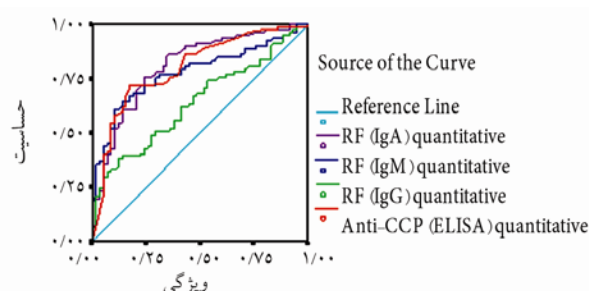 ۱/۰۰
۰/۷۵
۰/۵۰
۰/۲۵
۰/۰۰
حساسیت
۰/۰۰ ۰/۲۵ ۰/۵۰ ۰/۷۵ ۱/۰۰
ویژگی
Source of the Curve
Reference Line
RF (IgA) quantitative
RF (IgM) quantitative
RF (IgG) quantitative
Anti-CCP (ELISA) quantitative